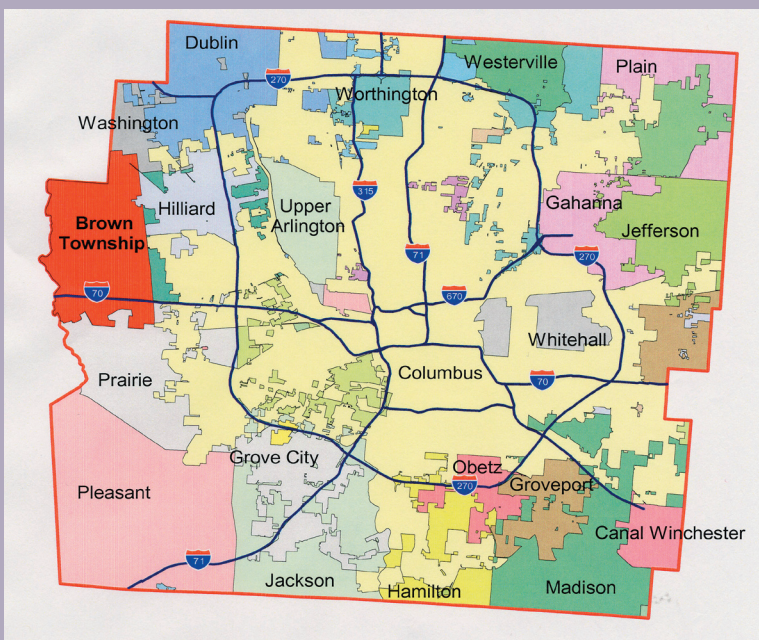 Dublin
Westerville
Plain
270
Worthington
Washington
315
Hilliard
Upper
Arlington
Gahanna
Brown
Township
Jefferson
71
270
70
670
Whitehall
Prairie
Columbus
70
Grove City
Obetz
270
Groveport
Pleasant
Canal Winchester
71
Jackson
Hamilton
Madison